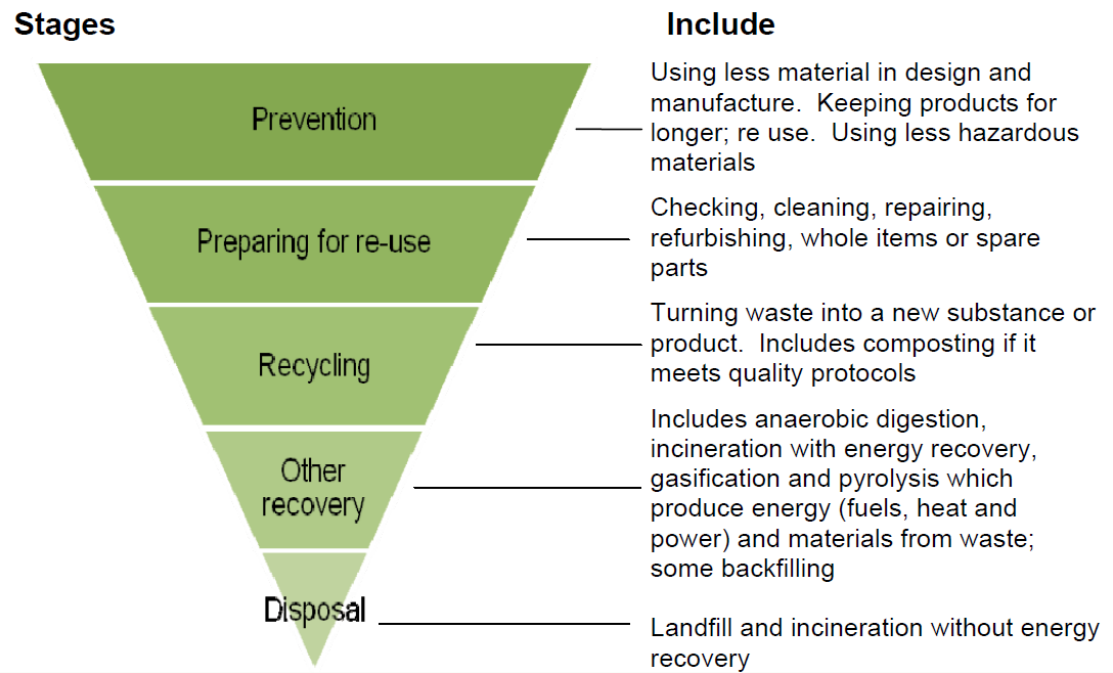 Stages
Include
Prevention
Using less material in design and
manufacture.  Keeping products for
longer; re use.  Using less hazardous
materials
Preparing for re-use
Checking, cleaning, repairing,
refurbishing, whole items or spare
parts
Recycling
Turning waste into a new substance or
product.  Includes composting if it
meets quality protocols
Other
recovery
Includes anaerobic digestion,
incineration with energy recovery,
gasification and pyrolysis which
produce energy (fuels, heat and
power) and materials from waste;
some backfilling
Disposal
Landfill and incineration without energy
recovery